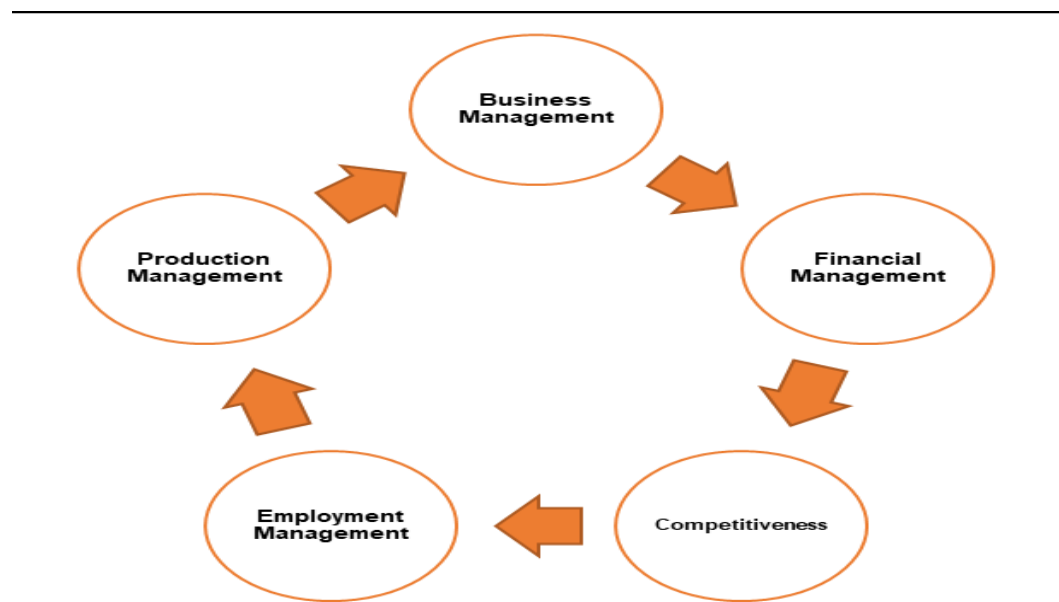 Business
Management
Financial
Management
Competitiveness
Employment
Management
Production
Management